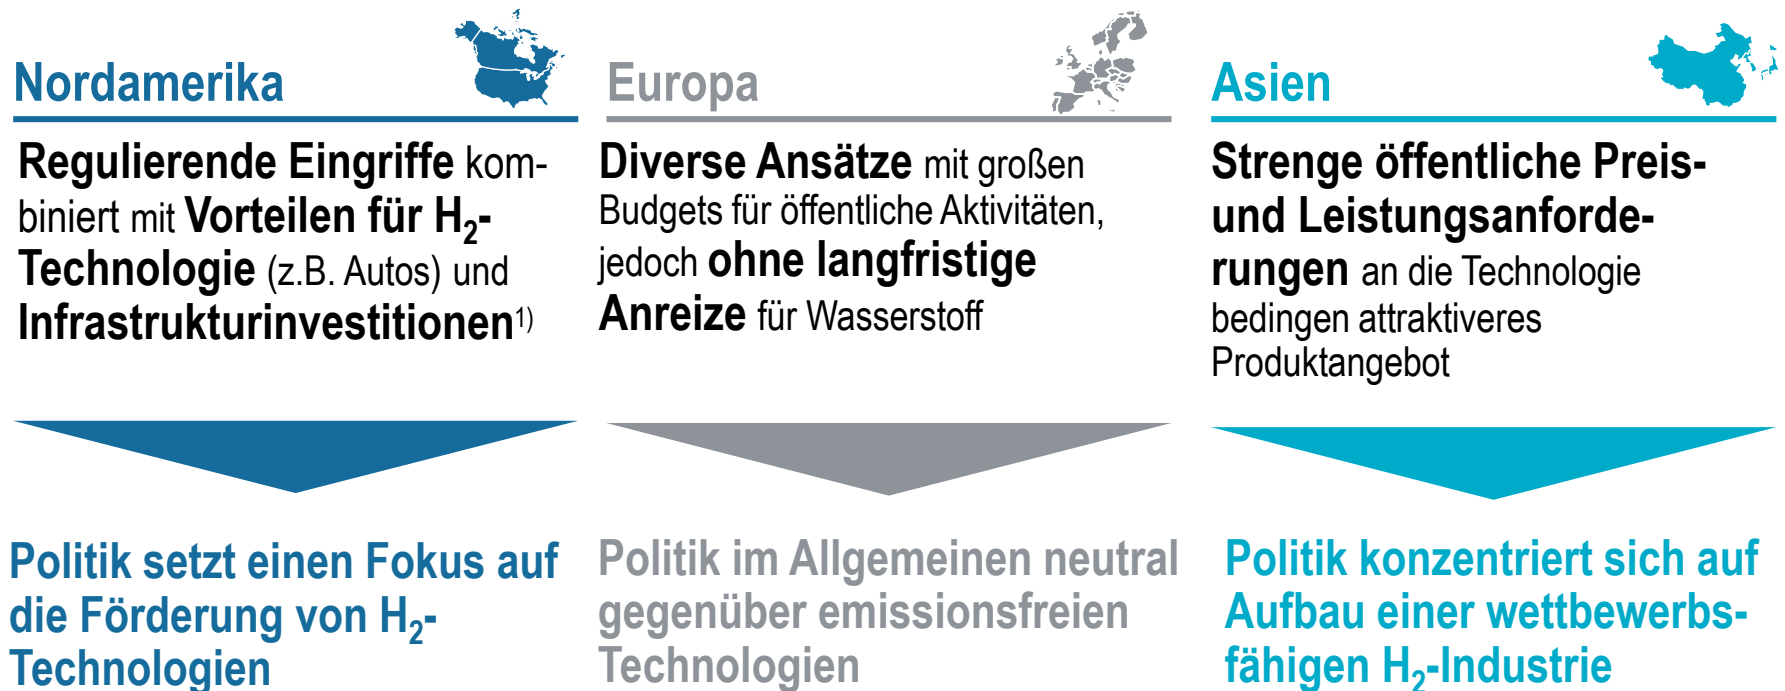 Nordamerika
Regulierende Eingriffe kom-
biniert mit Vorteilen für H₂-
Technologie (z.B. Autos) und
Infrastrukturinvestitionen¹⁾
Politik setzt einen Fokus auf
die Förderung von H₂-
Technologien
Europa
Diverse Ansätze mit großen
Budgets für öffentliche Aktivitäten,
jedoch ohne langfristige
Anreize für Wasserstoff
Politik im Allgemeinen neutral
gegenüber emissionsfreien
Technologien
Asien
Strenge öffentliche Preis-
und Leistungsanforde-
rungen an die Technologie
bedingen attraktiveres
Produktangebot
Politik konzentriert sich auf
Aufbau einer wettbewerbs-
fähigen H₂-Industrie